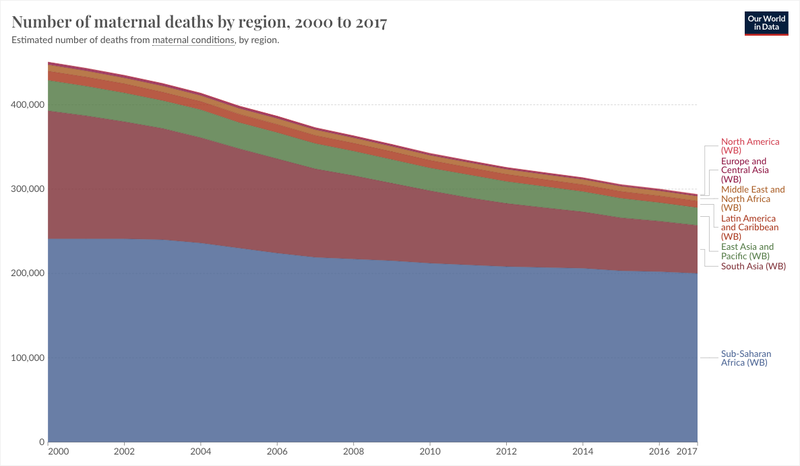 Number of maternal deaths by region, 2000 to 2017
Estimated number of deaths from maternal conditions, by region.
Our World
in Data
400,000
300,000
200,000
100,000
0
2000
2002
2004
2006
2008
2010
2012
2014
2016
2017
North America
(WB)
Europe and
Central Asia
(WB)
Middle East and
North Africa
(WB)
Latin America
and Caribbean
(WB)
East Asia and
Pacific (WB)
South Asia (WB)
Sub-Saharan
Africa (WB)